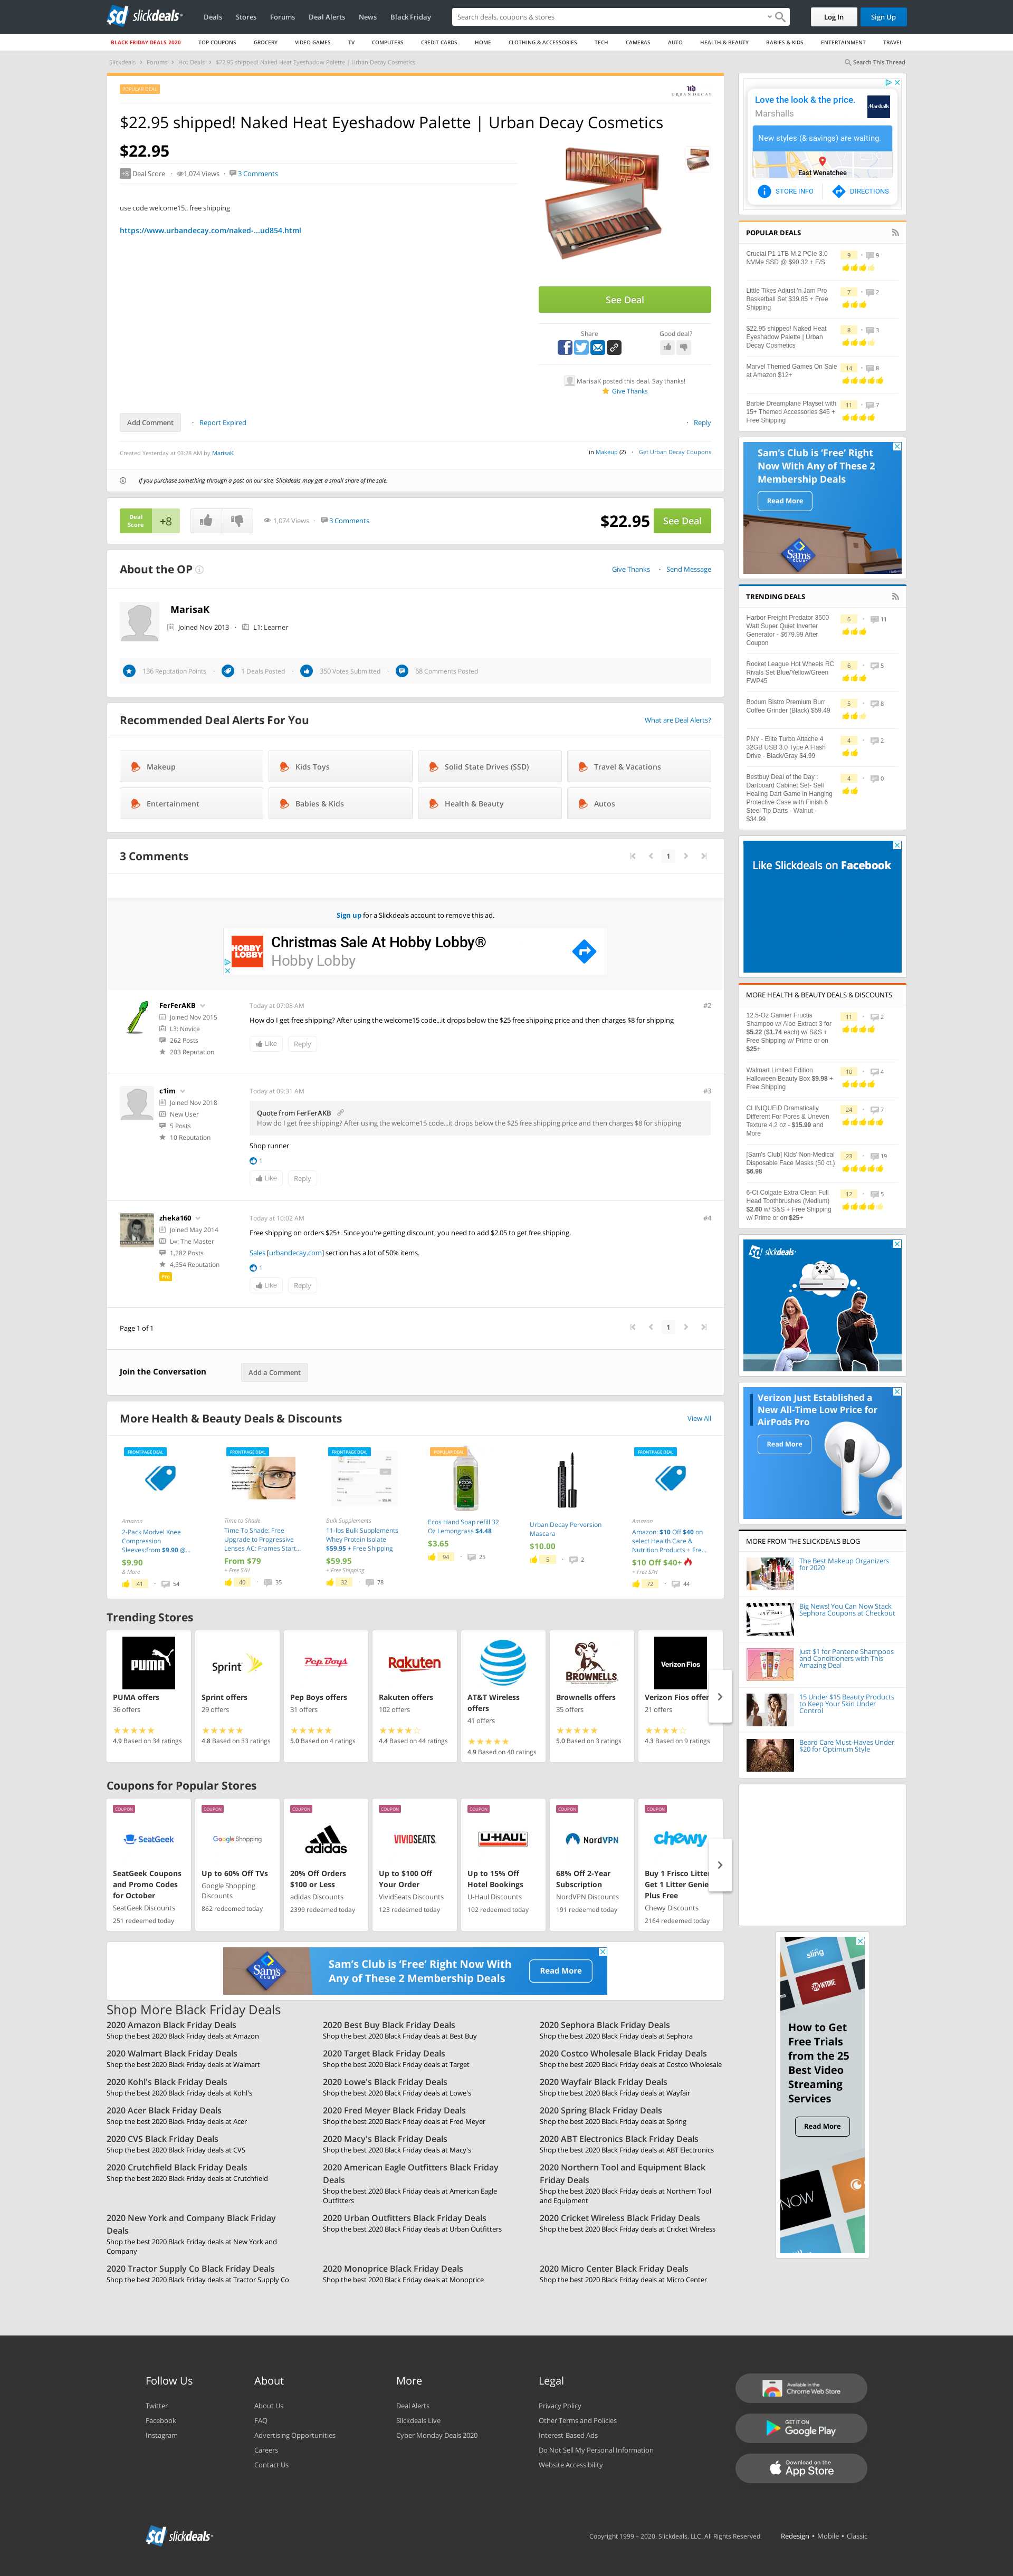 slickdeals
Deals
Stores
Forums
Deal Alerts
News
Black Friday
Search deals, coupons & stores
Log In
Sign Up
BLACK FRIDAY DEALS 2020
TOP COUPONS
GROCERY
VIDEO GAMES
TV
COMPUTERS
CREDIT CARDS
HOME
CLOTHING & ACCESSORIES
TECH
CAMERAS
AUTO
HEALTH & BEAUTY
BABIES & KIDS
ENTERTAINMENT
TRAVEL
Slickdeals > Forums > Hot Deals > $22.95 shipped! Naked Heat Eyeshadow Palette | Urban Decay Cosmetics
Search This Thread
POPULAR DEAL
URBAN DECAY
$22.95 shipped! Naked Heat Eyeshadow Palette | Urban Decay Cosmetics
$22.95
+8 Deal Score · 1,074 Views · 3 Comments
use code welcome15.. free shipping
https://www.urbandecay.com/naked-...ud854.html
NAKED HEAT
See Deal
Share
Good deal?
MarisaK posted this deal. Say thanks!
Give Thanks
Add Comment · Report Expired
· Reply
Created Yesterday at 03:28 AM by MarisaK
in Makeup (2) · Get Urban Decay Coupons
If you purchase something through a post on our site, Slickdeals may get a small share of the sale.
Deal Score +8
1,074 Views · 3 Comments
$22.95 See Deal
About the OP
Give Thanks · Send Message
MarisaK
Joined Nov 2013 · L1: Learner
136 Reputation Points · 1 Deals Posted · 350 Votes Submitted · 68 Comments Posted
Recommended Deal Alerts For You
What are Deal Alerts?
Makeup
Kids Toys
Solid State Drives (SSD)
Travel & Vacations
Entertainment
Babies & Kids
Health & Beauty
Autos
3 Comments
1
Sign up for a Slickdeals account to remove this ad.
HOBBY LOBBY
Christmas Sale At Hobby Lobby®
Hobby Lobby
FerFerAKB
Joined Nov 2015
L3: Novice
262 Posts
203 Reputation
Today at 07:08 AM
#2
How do I get free shipping? After using the welcome15 code...it drops below the $25 free shipping price and then charges $8 for shipping
Like
Reply
c1im
Joined Nov 2018
New User
5 Posts
10 Reputation
Today at 09:31 AM
#3
Quote from FerFerAKB
How do I get free shipping? After using the welcome15 code...it drops below the $25 free shipping price and then charges $8 for shipping
Shop runner
1
Like
Reply
zheka160
Joined May 2014
L∞: The Master
1,282 Posts
4,554 Reputation
Pro
Today at 10:02 AM
#4
Free shipping on orders $25+. Since you're getting discount, you need to add $2.05 to get free shipping.
Sales [urbandecay.com] section has a lot of 50% items.
1
Like
Reply
Page 1 of 1
1
Join the Conversation
Add a Comment
More Health & Beauty Deals & Discounts
View All
FRONTPAGE DEAL
Amazon
2-Pack Modvel Knee
Compression
Sleeves:from $9.90 @...
$9.90
& More
41 · 54
FRONTPAGE DEAL
Time to Shade
Time To Shade: Free
Upgrade to Progressive
Lenses AC: Frames Start...
From $79
+ Free S/H
40 · 35
FRONTPAGE DEAL
Bulk Supplements
11-lbs Bulk Supplements
Whey Protein Isolate
$59.95 + Free Shipping
$59.95
+ Free Shipping
32 · 78
POPULAR DEAL
ECOS
Ecos Hand Soap refill 32
Oz Lemongrass $4.48
$3.65
94 · 25
Urban Decay Perversion
Mascara
$10.00
5 · 2
FRONTPAGE DEAL
Amazon
Amazon: $10 Off $40 on
select Health Care &
Nutrition Products + Fre...
$10 Off $40+
+ Free S/H
72 · 44
Trending Stores
PUMA
PUMA offers
36 offers
4.9 Based on 34 ratings
Sprint
Sprint offers
29 offers
4.8 Based on 33 ratings
Pep Boys
Pep Boys offers
31 offers
5.0 Based on 4 ratings
Rakuten
Rakuten offers
102 offers
4.4 Based on 44 ratings
AT&T Wireless
offers
41 offers
4.9 Based on 40 ratings
BROWNELLS
Brownells offers
35 offers
5.0 Based on 3 ratings
Verizon Fios
Verizon Fios offer
21 offers
4.3 Based on 9 ratings
Coupons for Popular Stores
COUPON
SeatGeek
SeatGeek Coupons
and Promo Codes
for October
SeatGeek Discounts
251 redeemed today
COUPON
Google Shopping
Up to 60% Off TVs
Google Shopping
Discounts
862 redeemed today
COUPON
adidas
20% Off Orders
$100 or Less
adidas Discounts
2399 redeemed today
COUPON
VIVIDSEATS
Up to $100 Off
Your Order
VividSeats Discounts
123 redeemed today
COUPON
U-HAUL
Up to 15% Off
Hotel Bookings
U-Haul Discounts
102 redeemed today
COUPON
NordVPN
68% Off 2-Year
Subscription
NordVPN Discounts
191 redeemed today
COUPON
chewy
Buy 1 Frisco Litter
Get 1 Litter Genie
Plus Free
Chewy Discounts
2164 redeemed today
Sam's CLUB
Sam's Club is 'Free' Right Now With
Any of These 2 Membership Deals
Read More
Shop More Black Friday Deals
2020 Amazon Black Friday Deals
Shop the best 2020 Black Friday deals at Amazon
2020 Best Buy Black Friday Deals
Shop the best 2020 Black Friday deals at Best Buy
2020 Sephora Black Friday Deals
Shop the best 2020 Black Friday deals at Sephora
2020 Walmart Black Friday Deals
Shop the best 2020 Black Friday deals at Walmart
2020 Target Black Friday Deals
Shop the best 2020 Black Friday deals at Target
2020 Costco Wholesale Black Friday Deals
Shop the best 2020 Black Friday deals at Costco Wholesale
2020 Kohl's Black Friday Deals
Shop the best 2020 Black Friday deals at Kohl's
2020 Lowe's Black Friday Deals
Shop the best 2020 Black Friday deals at Lowe's
2020 Wayfair Black Friday Deals
Shop the best 2020 Black Friday deals at Wayfair
2020 Acer Black Friday Deals
Shop the best 2020 Black Friday deals at Acer
2020 Fred Meyer Black Friday Deals
Shop the best 2020 Black Friday deals at Fred Meyer
2020 Spring Black Friday Deals
Shop the best 2020 Black Friday deals at Spring
2020 CVS Black Friday Deals
Shop the best 2020 Black Friday deals at CVS
2020 Macy's Black Friday Deals
Shop the best 2020 Black Friday deals at Macy's
2020 ABT Electronics Black Friday Deals
Shop the best 2020 Black Friday deals at ABT Electronics
2020 Crutchfield Black Friday Deals
Shop the best 2020 Black Friday deals at Crutchfield
2020 American Eagle Outfitters Black Friday
Deals
Shop the best 2020 Black Friday deals at American Eagle
Outfitters
2020 Northern Tool and Equipment Black
Friday Deals
Shop the best 2020 Black Friday deals at Northern Tool
and Equipment
2020 New York and Company Black Friday
Deals
Shop the best 2020 Black Friday deals at New York and
Company
2020 Urban Outfitters Black Friday Deals
Shop the best 2020 Black Friday deals at Urban Outfitters
2020 Cricket Wireless Black Friday Deals
Shop the best 2020 Black Friday deals at Cricket Wireless
2020 Tractor Supply Co Black Friday Deals
Shop the best 2020 Black Friday deals at Tractor Supply Co
2020 Monoprice Black Friday Deals
Shop the best 2020 Black Friday deals at Monoprice
2020 Micro Center Black Friday Deals
Shop the best 2020 Black Friday deals at Micro Center
Love the look & the price.
Marshalls
Marshalls
New styles (& savings) are waiting.
East Wenatchee
STORE INFO
DIRECTIONS
POPULAR DEALS
Crucial P1 1TB M.2 PCIe 3.0
NVMe SSD @ $90.32 + F/S
9 · 9
Little Tikes Adjust 'n Jam Pro
Basketball Set $39.85 + Free
Shipping
7 · 2
$22.95 shipped! Naked Heat
Eyeshadow Palette | Urban
Decay Cosmetics
8 · 3
Marvel Themed Games On Sale
at Amazon $12+
14 · 8
Barbie Dreamplane Playset with
15+ Themed Accessories $45 +
Free Shipping
11 · 7
Sam's Club is 'Free' Right
Now With Any of These 2
Membership Deals
Read More
Sam's CLUB
TRENDING DEALS
Harbor Freight Predator 3500
Watt Super Quiet Inverter
Generator - $679.99 After
Coupon
6 · 11
Rocket League Hot Wheels RC
Rivals Set Blue/Yellow/Green
FWP45
6 · 5
Bodum Bistro Premium Burr
Coffee Grinder (Black) $59.49
5 · 8
PNY - Elite Turbo Attache 4
32GB USB 3.0 Type A Flash
Drive - Black/Gray $4.99
4 · 2
Bestbuy Deal of the Day :
Dartboard Cabinet Set- Self
Healing Dart Game in Hanging
Protective Case with Finish 6
Steel Tip Darts - Walnut -
$34.99
4 · 0
Like Slickdeals on Facebook
MORE HEALTH & BEAUTY DEALS & DISCOUNTS
12.5-Oz Garnier Fructis
Shampoo w/ Aloe Extract 3 for
$5.22 ($1.74 each) w/ S&S +
Free Shipping w/ Prime or on
$25+
11 · 2
Walmart Limited Edition
Halloween Beauty Box $9.98 +
Free Shipping
10 · 4
CLINIQUEiD Dramatically
Different For Pores & Uneven
Texture 4.2 oz - $15.99 and
More
24 · 7
[Sam's Club] Kids' Non-Medical
Disposable Face Masks (50 ct.)
$6.98
23 · 19
6-Ct Colgate Extra Clean Full
Head Toothbrushes (Medium)
$2.60 w/ S&S + Free Shipping
w/ Prime or on $25+
12 · 5
slickdeals
Verizon Just Established a
New All-Time Low Price for
AirPods Pro
Read More
MORE FROM THE SLICKDEALS BLOG
The Best Makeup Organizers
for 2020
Big News! You Can Now Stack
Sephora Coupons at Checkout
Just $1 for Pantene Shampoos
and Conditioners with This
Amazing Deal
15 Under $15 Beauty Products
to Keep Your Skin Under
Control
Beard Care Must-Haves Under
$20 for Optimum Style
sling
SHOWTIME
How to Get
Free Trials
from the 25
Best Video
Streaming
Services
Read More
NOW
Follow Us
Twitter
Facebook
Instagram
About
About Us
FAQ
Advertising Opportunities
Careers
Contact Us
More
Deal Alerts
Slickdeals Live
Cyber Monday Deals 2020
Legal
Privacy Policy
Other Terms and Policies
Interest-Based Ads
Do Not Sell My Personal Information
Website Accessibility
Available in the
Chrome Web Store
GET IT ON
Google Play
Download on the
App Store
slickdeals
Copyright 1999 – 2020. Slickdeals, LLC. All Rights Reserved.
Redesign • Mobile • Classic